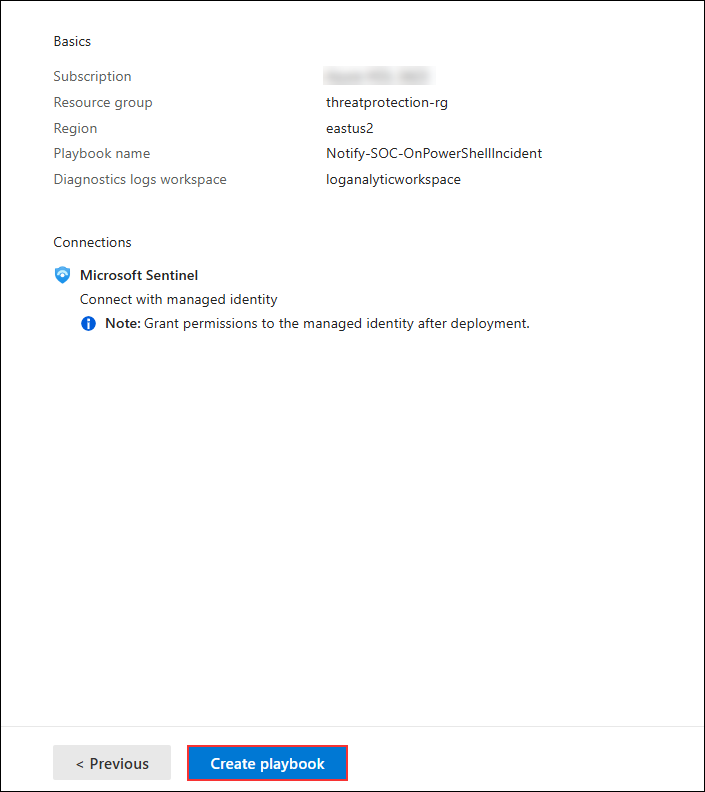 Basics
Subscription
Resource group threatprotection-rg
Region eastus2
Playbook name Notify-SOC-OnPowerShellIncident
Diagnostics logs workspace loganalyticworkspace
Connections
Microsoft Sentinel
Connect with managed identity
Note: Grant permissions to the managed identity after deployment.
< Previous Create playbook